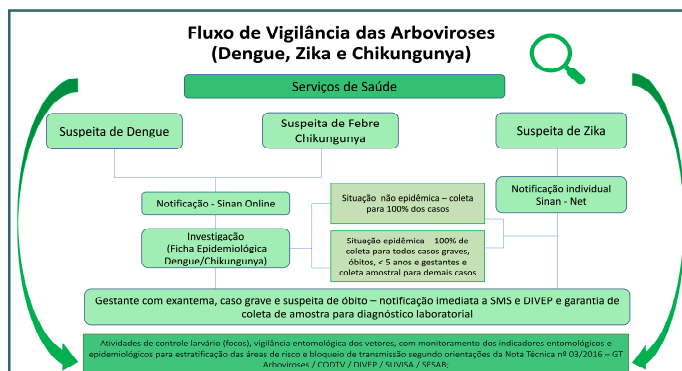 Fluxo de Vigilância das Arboviroses
(Dengue, Zika e Chikungunya)
Serviços de Saúde
Suspeita de Dengue
Suspeita de Febre
Chikungunya
Suspeita de Zika
Notificação - Sinan Online
Situação não epidêmica – coleta
para 100% dos casos
Notificação individual
Sinan - Net
Investigação
(Ficha Epidemiológica
Dengue/Chikungunya)
Situação epidêmica 100% de
coleta para todos casos graves,
óbitos, < 5 anos e gestantes e
coleta amostral para demais casos
Gestante com exantema, caso grave e suspeita de óbito – notificação imediata a SMS e DIVEP e garantia de
coleta de amostra para diagnóstico laboratorial
Atividades de controle larvário (focos), vigilância entomológica dos vetores, com monitoramento dos indicadores entomológicos e
epidemiológicos para estratificação das áreas de risco e bloqueio de transmissão segundo orientações da Nota Técnica nº 03/2016 – GT
Arboviroses / CODTV / DIVEP / SUVISA / SESAB;